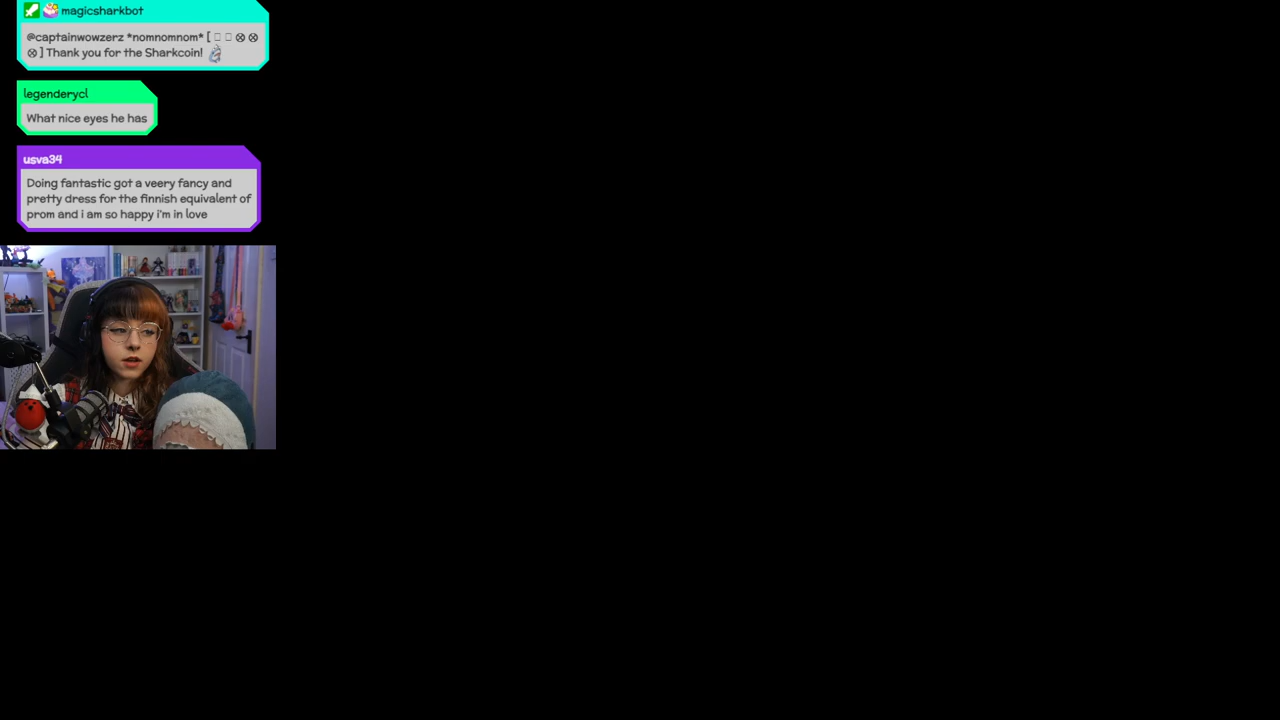 magicsharkbot
@captainwowzerz *nomnomnom* [ □ □ ⊗ ⊗
⊗ ] Thank you for the Sharkcoin!
legenderycl
What nice eyes he has
usva34
Doing fantastic got a veery fancy and
pretty dress for the finnish equivalent of
prom and i am so happy i'm in love